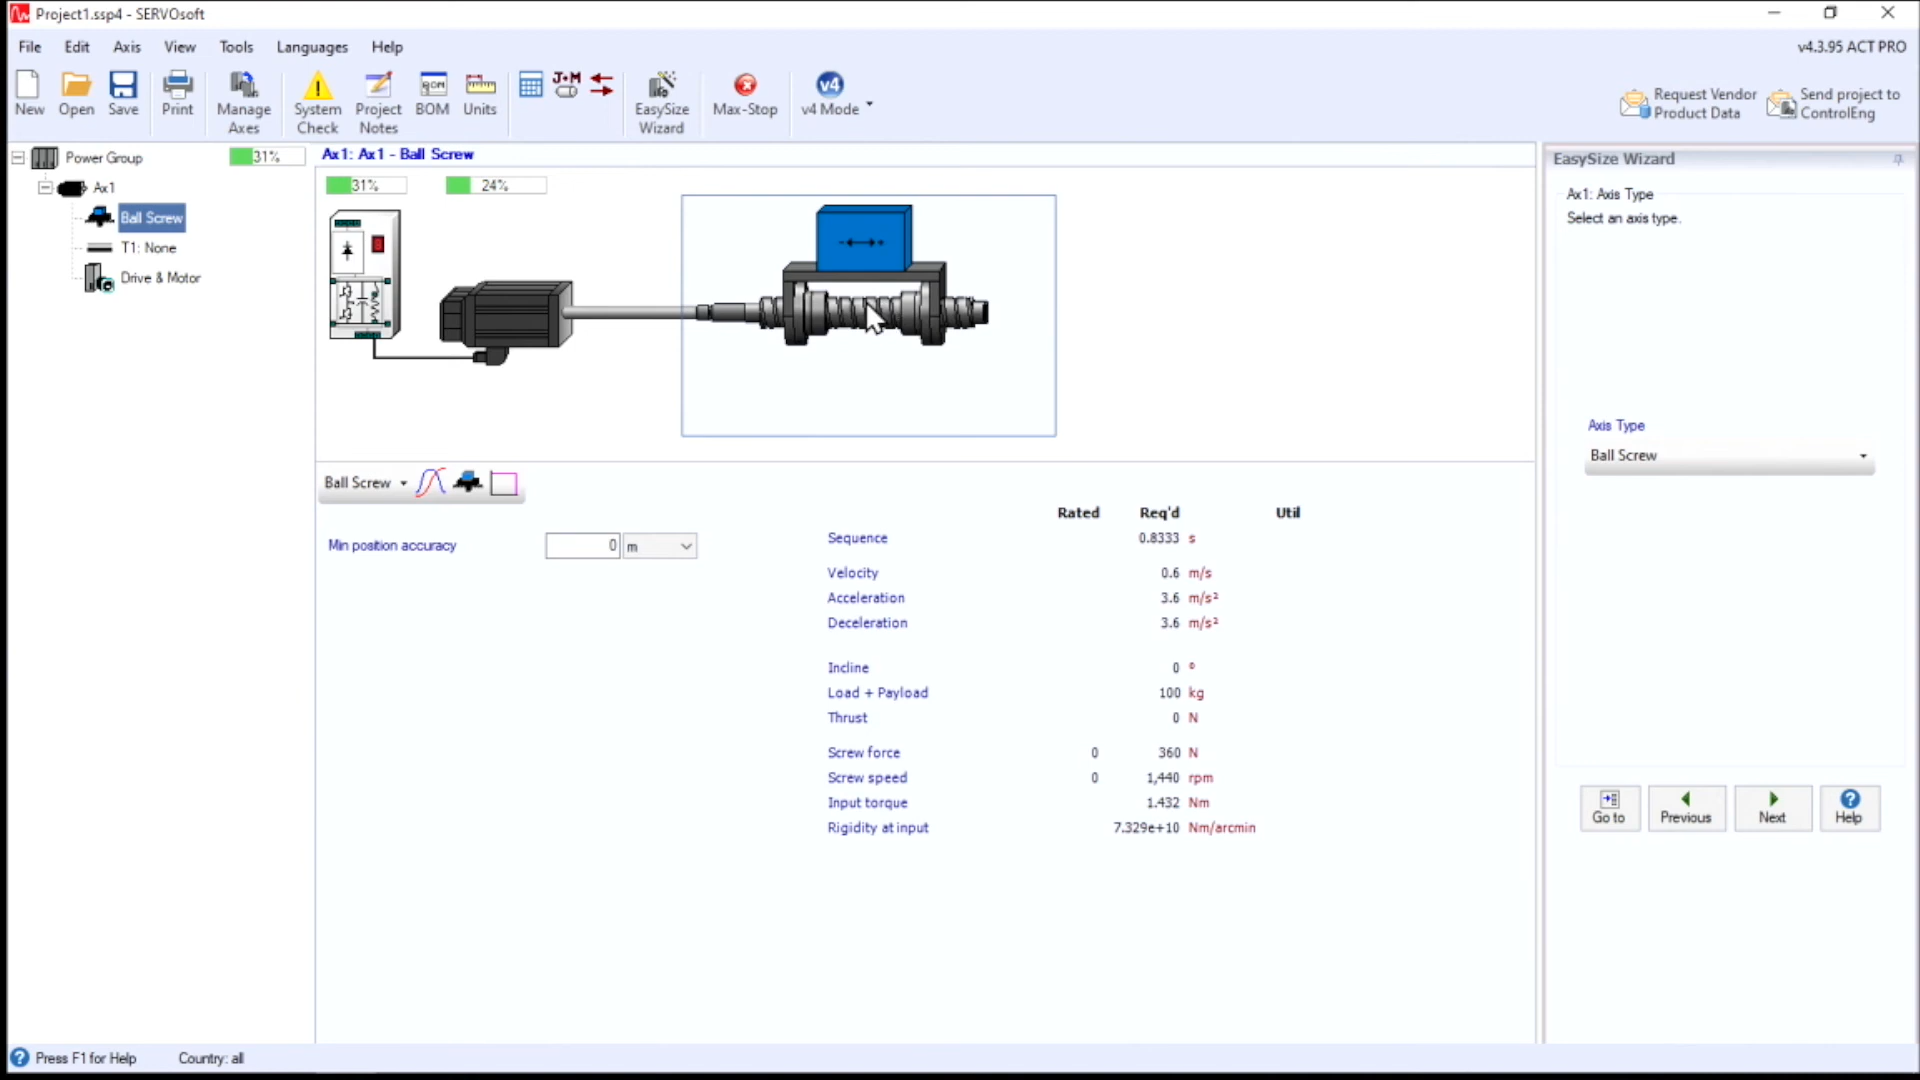 Project1.ssp4 - SERVOsoft
File Edit Axis View Tools Languages Help
v4.3.95 ACT PRO
New
Open
Save
Print
Manage
Axes
System
Check
Project
Notes
BOM
Units
J+M
EasySize
Wizard
Max-Stop
v4
v4 Mode
Request Vendor
Product Data
Send project to
ControlEng
Power Group
31%
Ax1
Ball Screw
T1: None
Drive & Motor
Ax1: Ax1 - Ball Screw
31%
24%
Ball Screw
Min position accuracy 0 m
Rated Req'd Util
Sequence 0.8333 s
Velocity 0.6 m/s
Acceleration 3.6 m/s²
Deceleration 3.6 m/s²
Incline 0 °
Load + Payload 100 kg
Thrust 0 N
Screw force 0 360 N
Screw speed 0 1,440 rpm
Input torque 1.432 Nm
Rigidity at input 7.329e+10 Nm/arcmin
EasySize Wizard
Ax1: Axis Type
Select an axis type.
Axis Type
Ball Screw
Go to
Previous
Next
Help
Press F1 for Help
Country: all